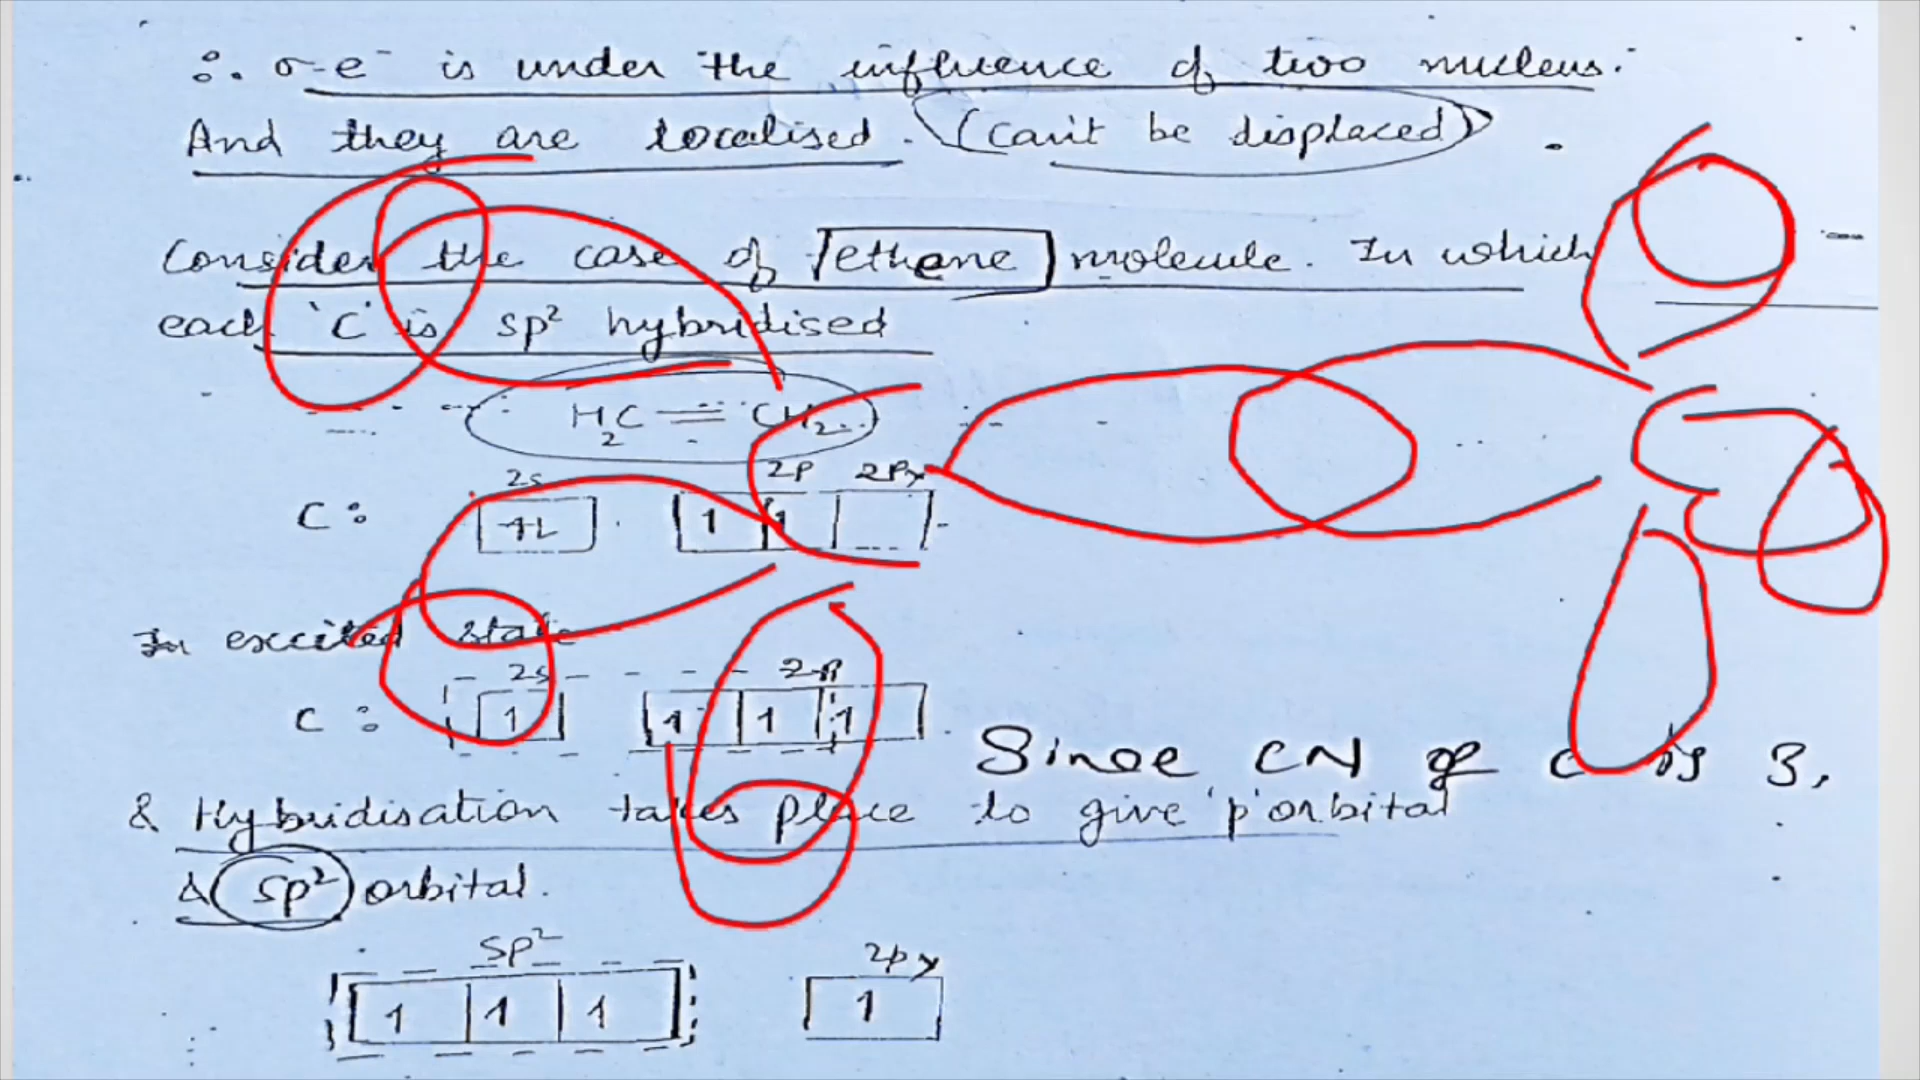 ∴ σ-e⁻ is under the influence of two nucleus.
And they are localised. (can't be displaced).
Consider the case of ethene molecule. In which
each 'C' is sp² hybridised
H₂C = CH₂
2s 2p 2py
C: 1L 1 1
In excited state
2s 2p
C: 1 1 1 1
Since CN of C is 3,
& Hybridisation takes place to give 'p' orbital
Δ sp² orbital.
sp² 2py
1 1 1 1